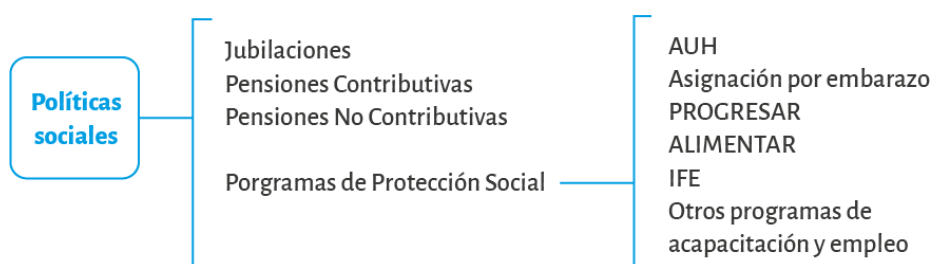 Políticas
sociales
Jubilaciones
Pensiones Contributivas
Pensiones No Contributivas
Porgramas de Protección Social
AUH
Asignación por embarazo
PROGRESAR
ALIMENTAR
IFE
Otros programas de
acapacitación y empleo